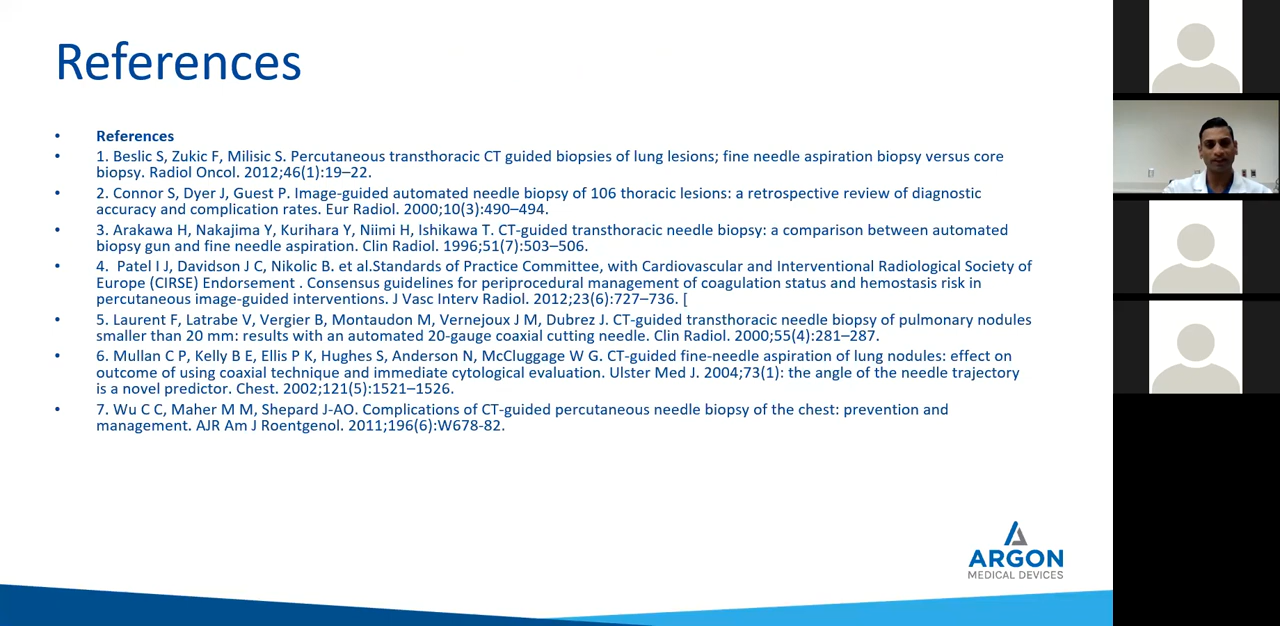 References
• References
• 1. Beslic S, Zukic F, Milisic S. Percutaneous transthoracic CT guided biopsies of lung lesions; fine needle aspiration biopsy versus core
biopsy. Radiol Oncol. 2012;46(1):19–22.
• 2. Connor S, Dyer J, Guest P. Image-guided automated needle biopsy of 106 thoracic lesions: a retrospective review of diagnostic
accuracy and complication rates. Eur Radiol. 2000;10(3):490–494.
• 3. Arakawa H, Nakajima Y, Kurihara Y, Niimi H, Ishikawa T. CT-guided transthoracic needle biopsy: a comparison between automated
biopsy gun and fine needle aspiration. Clin Radiol. 1996;51(7):503–506.
• 4.  Patel I J, Davidson J C, Nikolic B. et al.Standards of Practice Committee, with Cardiovascular and Interventional Radiological Society of
Europe (CIRSE) Endorsement . Consensus guidelines for periprocedural management of coagulation status and hemostasis risk in
percutaneous image-guided interventions. J Vasc Interv Radiol. 2012;23(6):727–736. [
• 5. Laurent F, Latrabe V, Vergier B, Montaudon M, Vernejoux J M, Dubrez J. CT-guided transthoracic needle biopsy of pulmonary nodules
smaller than 20 mm: results with an automated 20-gauge coaxial cutting needle. Clin Radiol. 2000;55(4):281–287.
• 6. Mullan C P, Kelly B E, Ellis P K, Hughes S, Anderson N, McCluggage W G. CT-guided fine-needle aspiration of lung nodules: effect on
outcome of using coaxial technique and immediate cytological evaluation. Ulster Med J. 2004;73(1): the angle of the needle trajectory
is a novel predictor. Chest. 2002;121(5):1521–1526.
• 7. Wu C C, Maher M M, Shepard J-AO. Complications of CT-guided percutaneous needle biopsy of the chest: prevention and
management. AJR Am J Roentgenol. 2011;196(6):W678-82.
ARGON
MEDICAL DEVICES